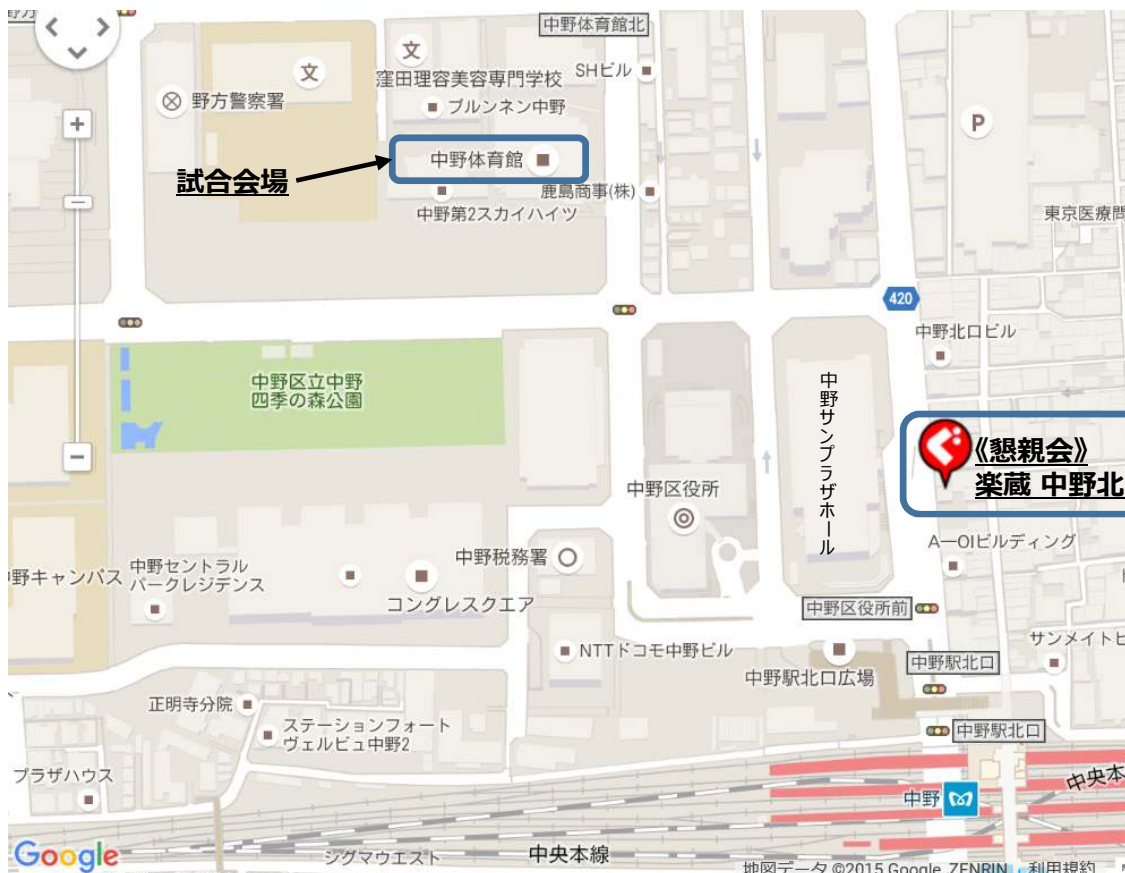 中野体育館北
文
文
窪田理容美容専門学校
SHビル
野方警察署
ブルンネン中野
P
中野体育館
試合会場
鹿島商事(株)
中野第2スカイハイツ
東京医療
420
中野北口ビル
中野区立中野
四季の森公園
中野サンプラザホール
《懇親会》
楽蔵 中野北
中野区役所
A−OIビルディング
中野税務署
中野セントラル
パークレジデンス
野キャンパス
コングレスクエア
中野区役所前
NTTドコモ中野ビル
サンメイトビ
中野駅北口
中野駅北口広場
正明寺分院
ステーションフォート
ヴェルビュ中野2
中野駅北口
プラザハウス
中央本
中野
Google
シグマウエスト
中央本線
地図データ ©2015 Google, ZENRIN
利用規約